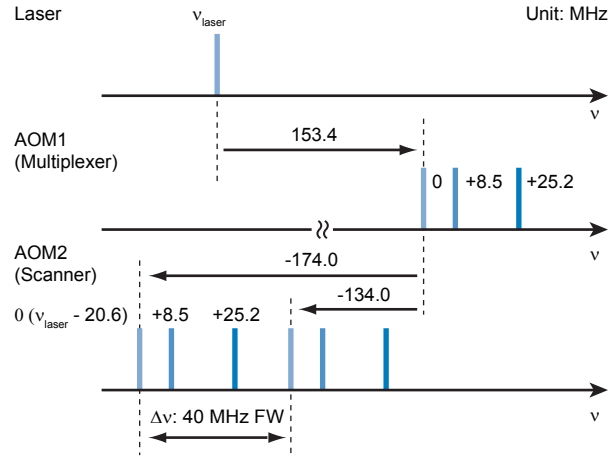 Laser
ν_laser
Unit: MHz
ν
AOM1
(Multiplexer)
153.4
0 +8.5 +25.2
ν
AOM2
(Scanner)
-174.0
-134.0
0 (ν_laser - 20.6) +8.5 +25.2
ν
Δν: 40 MHz FW